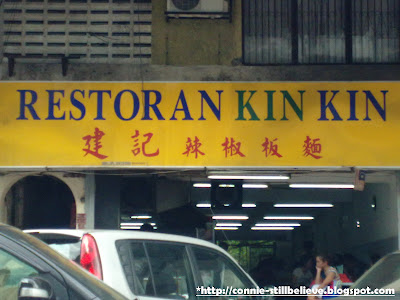 RESTORAN KIN KIN
建記 辣椒板麵
*http://connie-stillbelieve.blogspot.com